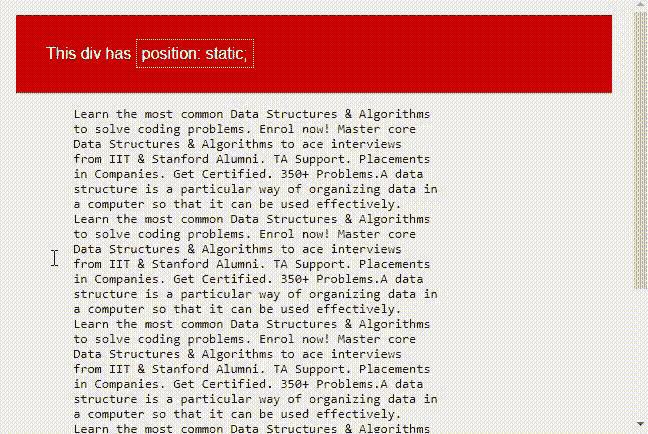 This div has position: static;
Learn the most common Data Structures & Algorithms
to solve coding problems. Enrol now! Master core
Data Structures & Algorithms to ace interviews
from IIT & Stanford Alumni. TA Support. Placements
in Companies. Get Certified. 350+ Problems.A data
structure is a particular way of organizing data in
a computer so that it can be used effectively.
Learn the most common Data Structures & Algorithms
to solve coding problems. Enrol now! Master core
Data Structures & Algorithms to ace interviews
from IIT & Stanford Alumni. TA Support. Placements
in Companies. Get Certified. 350+ Problems.A data
structure is a particular way of organizing data in
a computer so that it can be used effectively.
Learn the most common Data Structures & Algorithms
to solve coding problems. Enrol now! Master core
Data Structures & Algorithms to ace interviews
from IIT & Stanford Alumni. TA Support. Placements
in Companies. Get Certified. 350+ Problems.A data
structure is a particular way of organizing data in
a computer so that it can be used effectively.
Learn the most common Data Structures & Algorithms